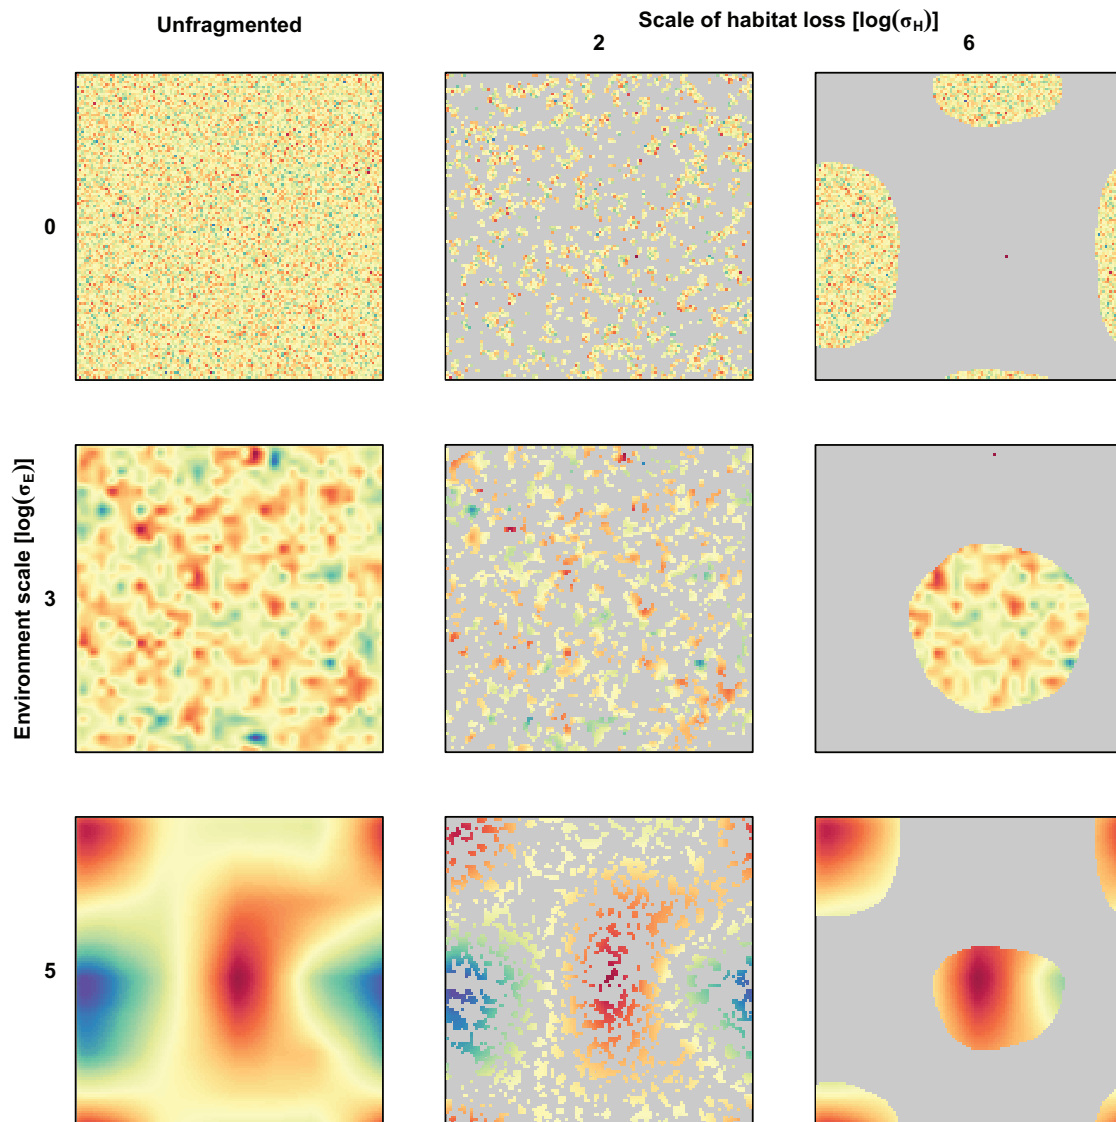 Unfragmented
Scale of habitat loss [log(σH)]
2
6
0
Environment scale [log(σE)]
3
5